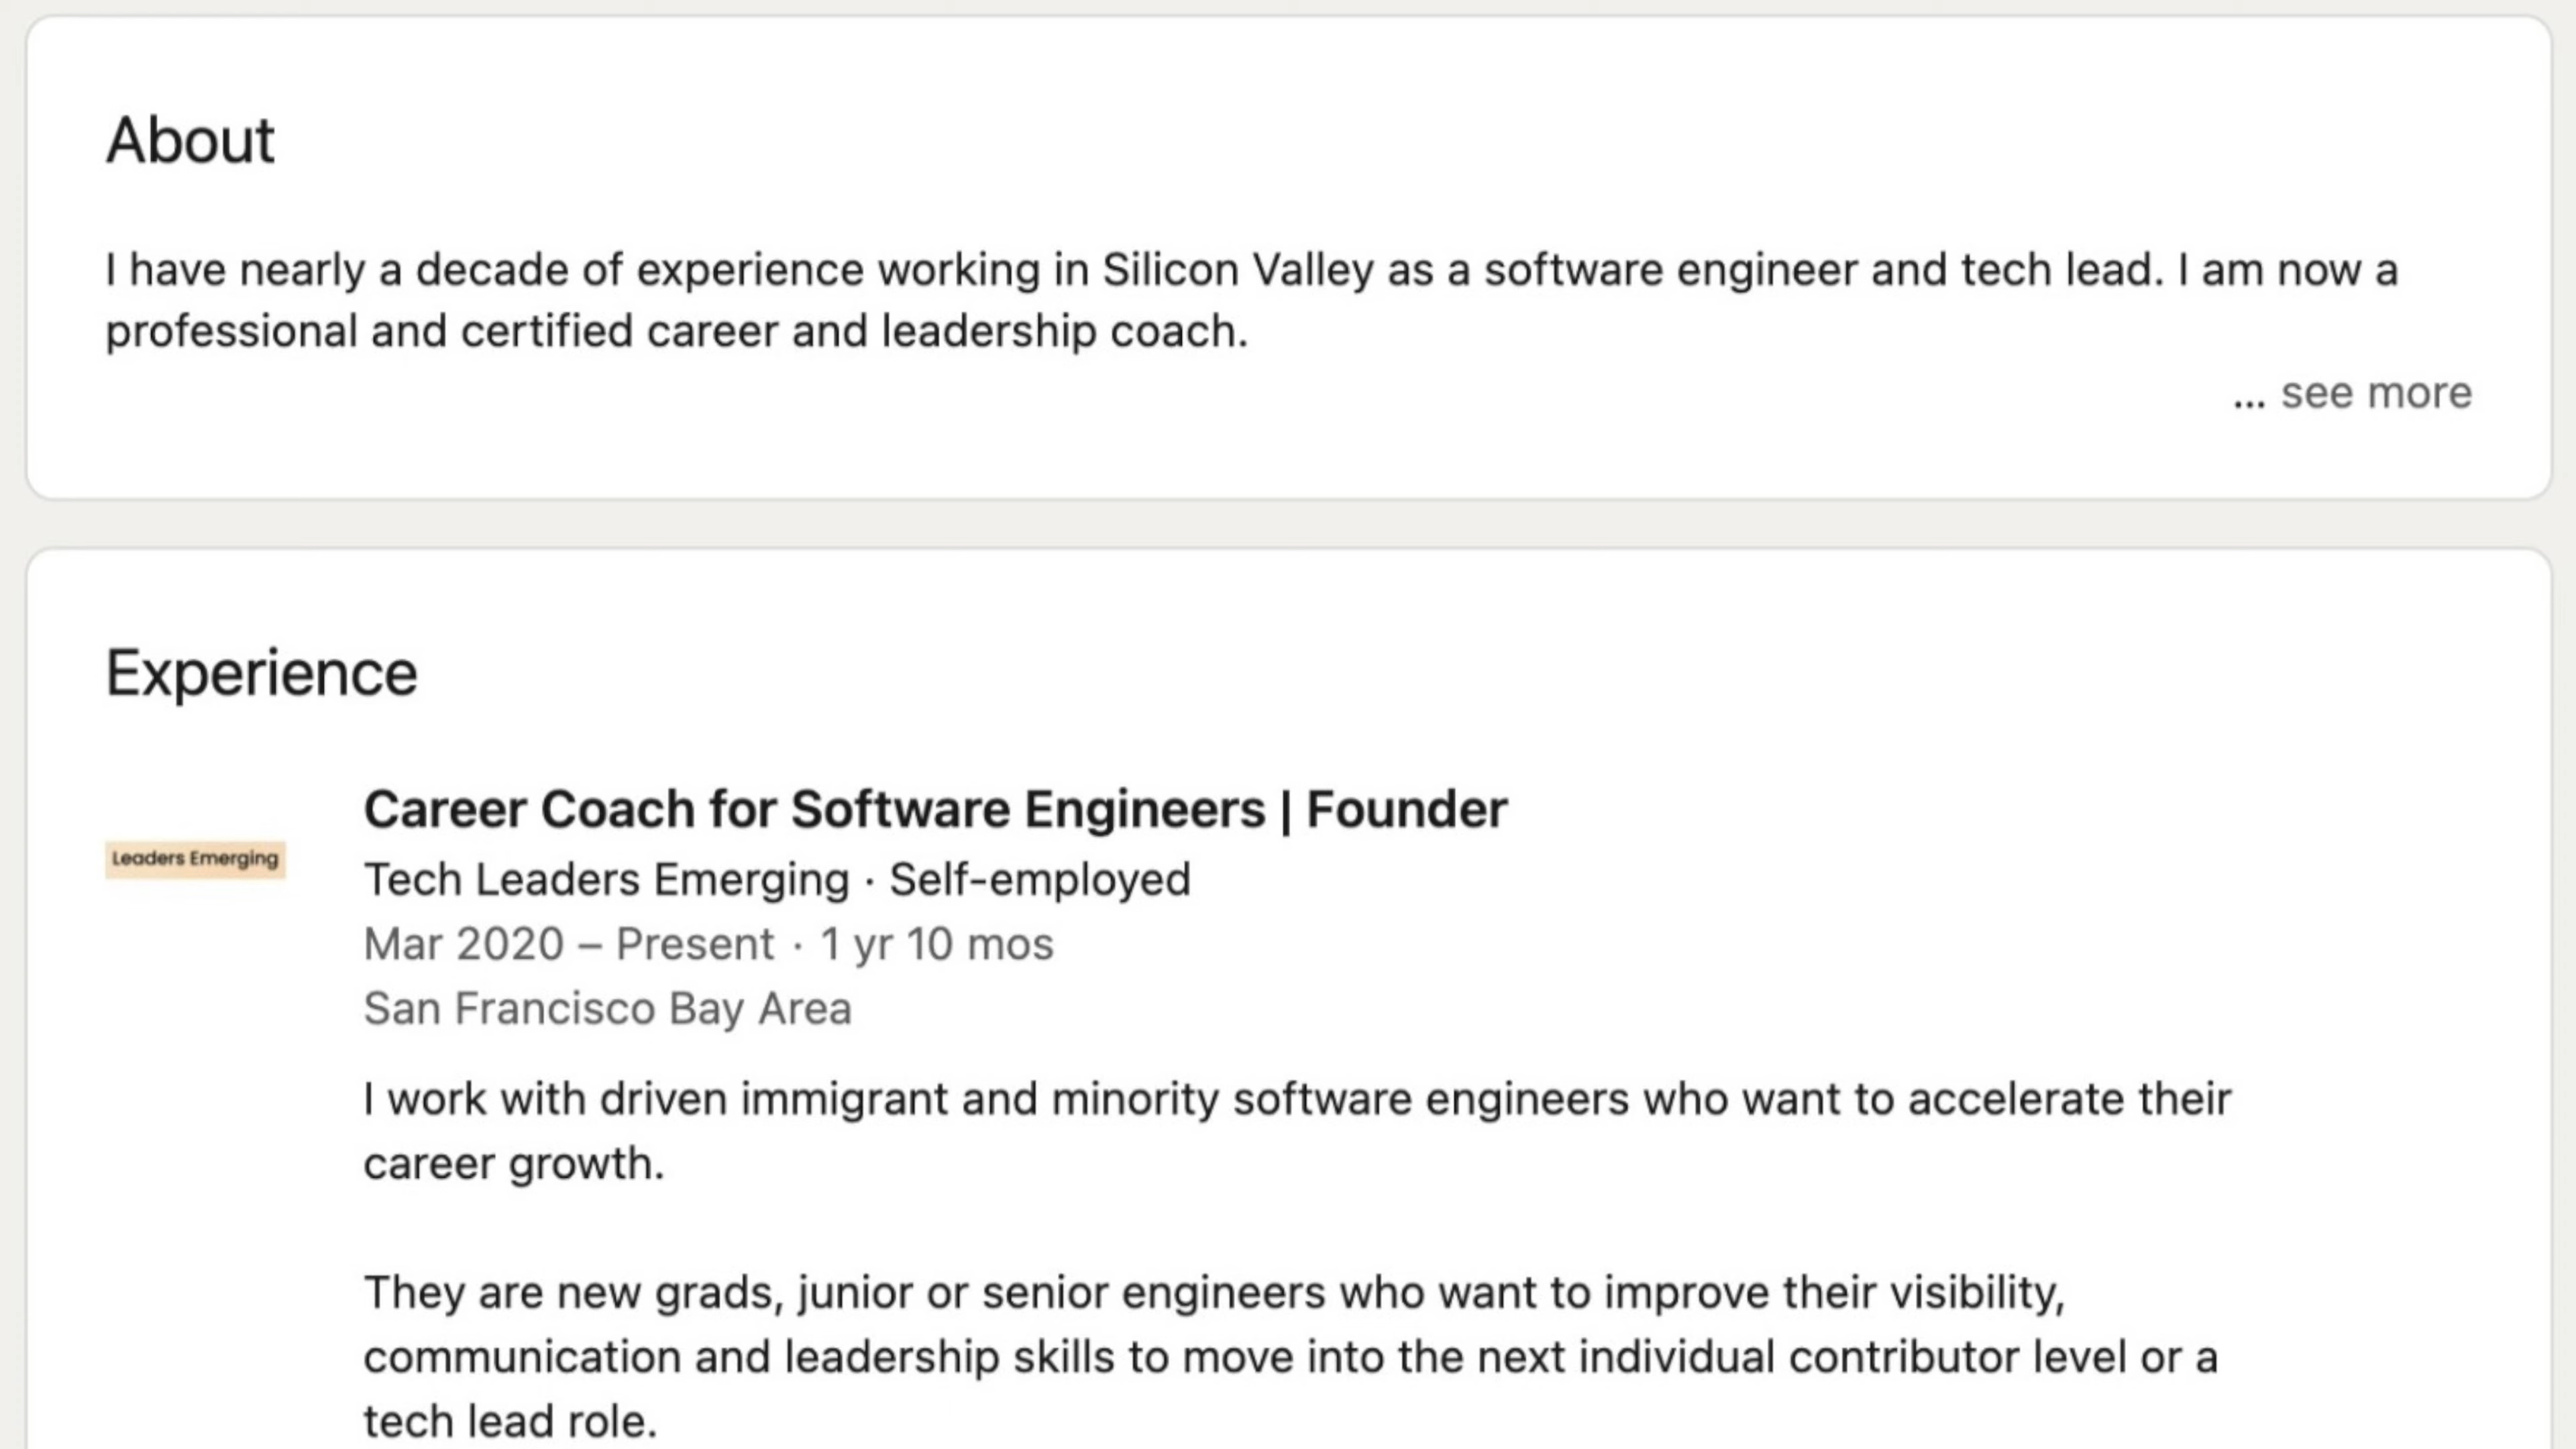 About
I have nearly a decade of experience working in Silicon Valley as a software engineer and tech lead. I am now a
professional and certified career and leadership coach.
... see more
Experience
Leaders Emerging
Career Coach for Software Engineers | Founder
Tech Leaders Emerging · Self-employed
Mar 2020 – Present · 1 yr 10 mos
San Francisco Bay Area
I work with driven immigrant and minority software engineers who want to accelerate their
career growth.
They are new grads, junior or senior engineers who want to improve their visibility,
communication and leadership skills to move into the next individual contributor level or a
tech lead role.